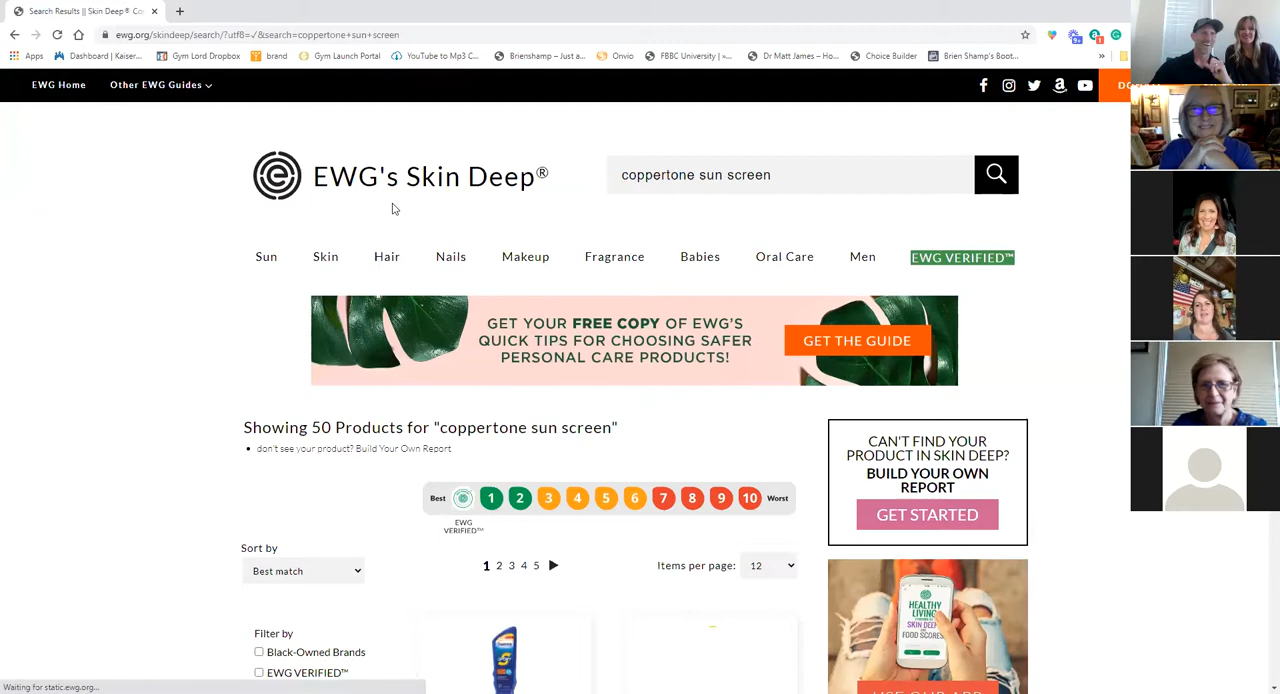 Search Results || Skin Deep® Co
ewg.org/skindeep/search/?utf8=✓&search=coppertone+sun+screen
Apps
Dashboard | Kaiser...
Gym Lord Dropbox
brand
Gym Launch Portal
YouTube to Mp3 C...
Brienshamp – Just a...
Onvio
FBBC University | »...
Dr Matt James – Ho...
Choice Builder
Brien Shamp's Boot...
»
EWG Home
Other EWG Guides
EWG's Skin Deep®
coppertone sun screen
Sun
Skin
Hair
Nails
Makeup
Fragrance
Babies
Oral Care
Men
EWG VERIFIED™
GET YOUR FREE COPY OF EWG'S
QUICK TIPS FOR CHOOSING SAFER
PERSONAL CARE PRODUCTS!
GET THE GUIDE
Showing 50 Products for "coppertone sun screen"
don't see your product? Build Your Own Report
CAN'T FIND YOUR
PRODUCT IN SKIN DEEP?
BUILD YOUR OWN
REPORT
GET STARTED
Best 1 2 3 4 5 6 7 8 9 10 Worst
EWG
VERIFIED™
Sort by
Best match
1 2 3 4 5
Items per page: 12
Filter by
Black-Owned Brands
EWG VERIFIED™
HEALTHY
LIVING
SKIN DEEP
FOOD SCORES
USE OUR APP
Waiting for static.ewg.org...